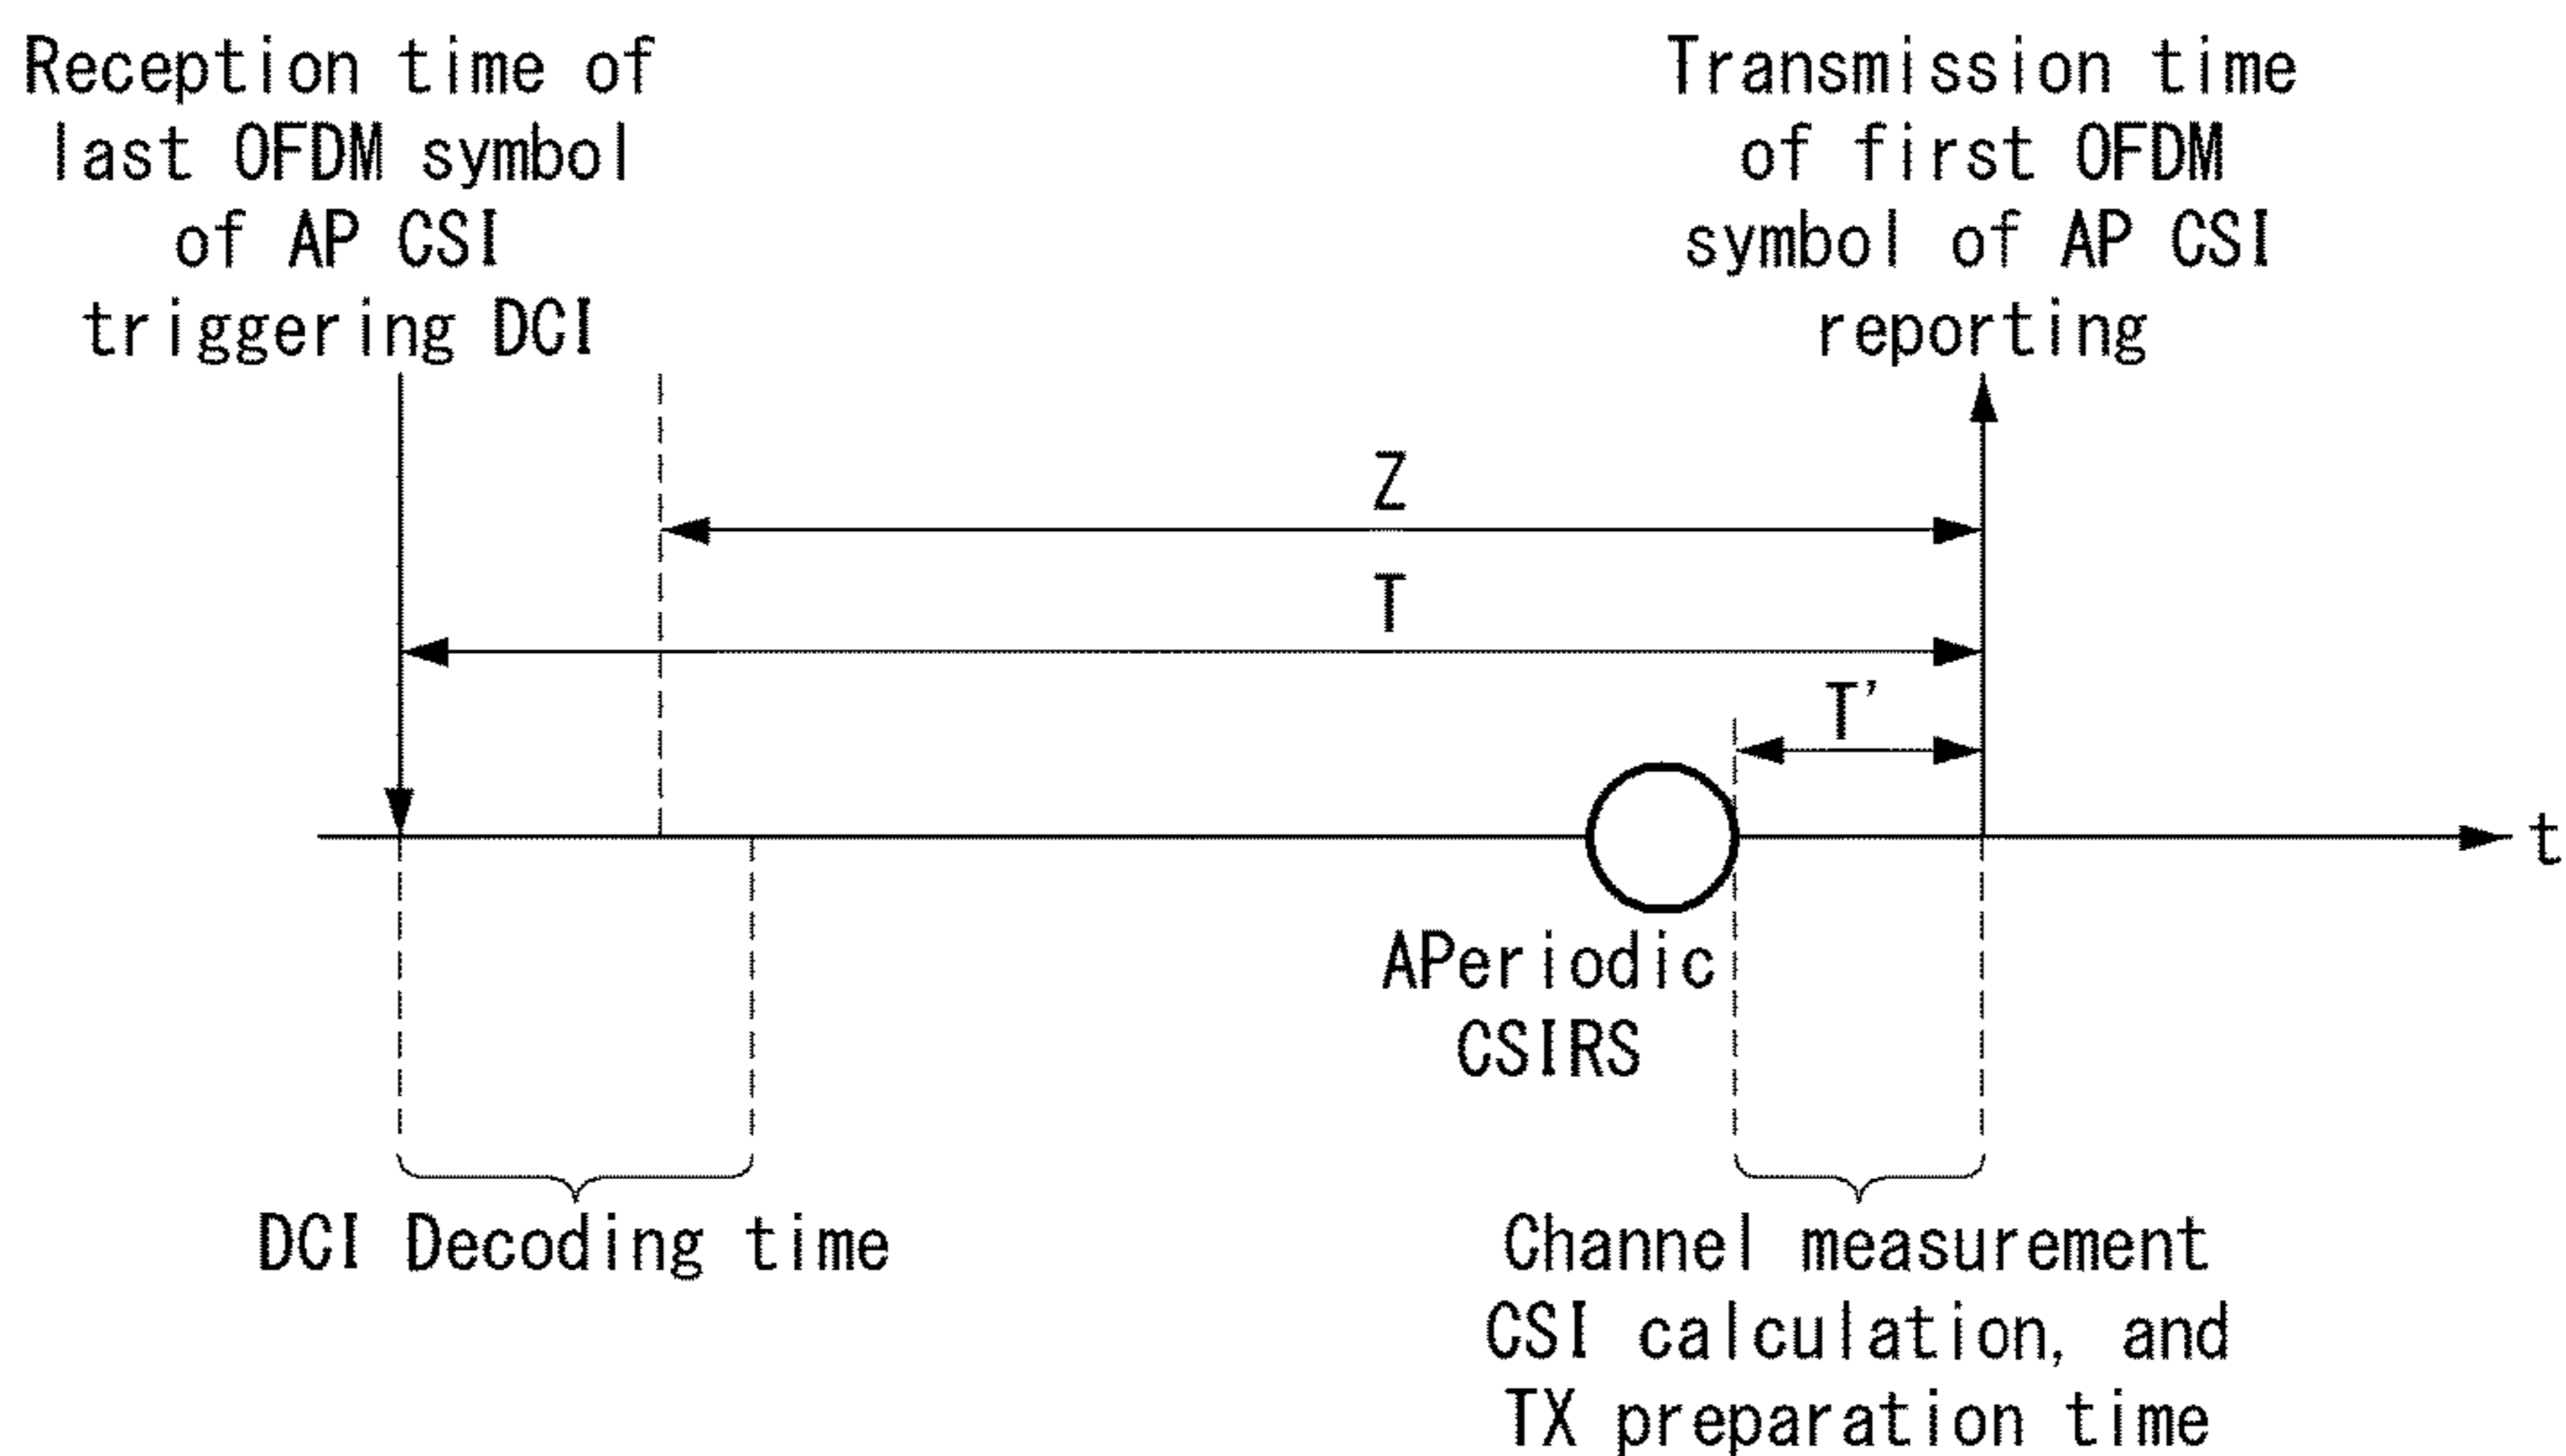 Reception time of
last OFDM symbol
of AP CSI
triggering DCI
Transmission time
of first OFDM
symbol of AP CSI
reporting
Z
T
T'
t
APeriodic
CSIRS
DCI Decoding time
Channel measurement
CSI calculation, and
TX preparation time